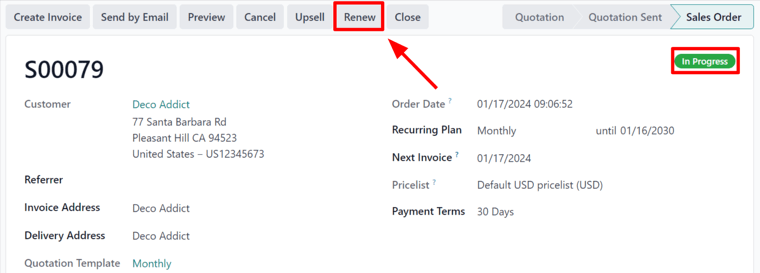 Create Invoice Send by Email Preview Cancel Upsell Renew Close Quotation Quotation Sent Sales Order
S00079
In Progress
Customer Deco Addict
77 Santa Barbara Rd
Pleasant Hill CA 94523
United States – US12345673
Referrer
Invoice Address Deco Addict
Delivery Address Deco Addict
Quotation Template Monthly
Order Date ? 01/17/2024 09:06:52
Recurring Plan Monthly until 01/16/2030
Next Invoice ? 01/17/2024
Pricelist ? Default USD pricelist (USD)
Payment Terms 30 Days